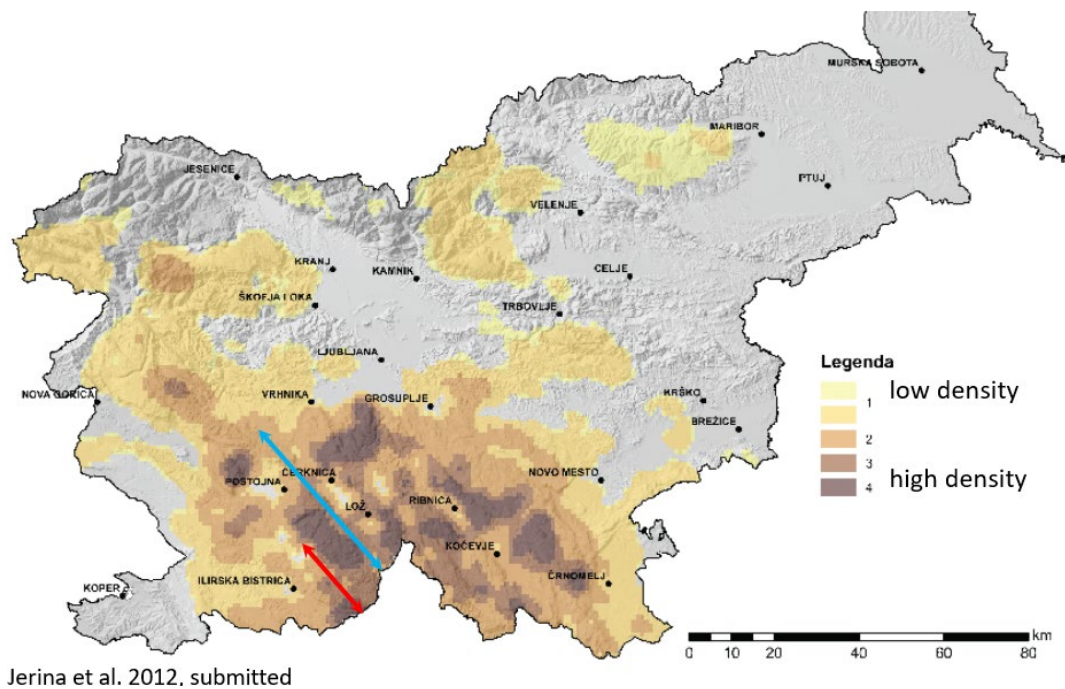 MURSKA SOBOTA
MARIBOR
JESENICE
PTUJ
VELENJE
KRANJ
KAMNIK
CELJE
ŠKOFJA LOKA
TRBOVLJE
LJUBLJANA
Legenda
low density
1
NOVA GORICA
VRHNIKA
GROSUPLJE
KRŠKO
BREŽICE
2
3
high density
4
CERKNICA
POSTOJNA
NOVO MESTO
RIBNICA
LOŽ
KOČEVJE
ILIRSKA BISTRICA
ČRNOMELJ
KOPER
km
0 10 20 40 60 80
Jerina et al. 2012, submitted